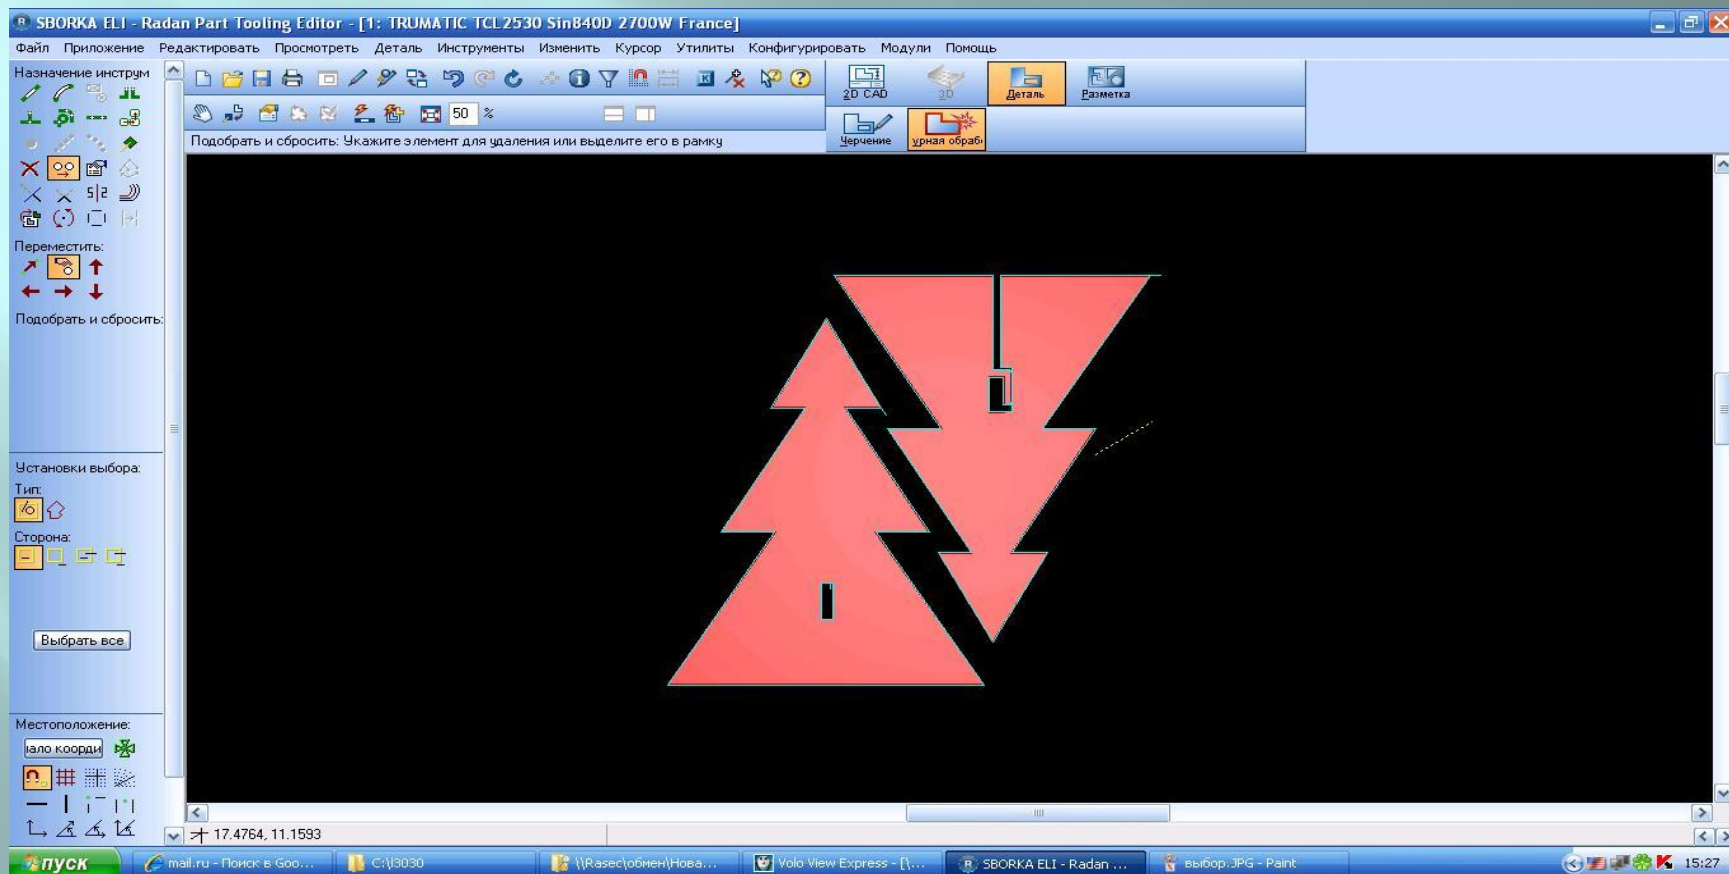 SBORKA ELI - Radan Part Tooling Editor - [1: TRUMATIC TCL2530 Sin840D 2700W France]
Файл Приложение Редактировать Просмотреть Деталь Инструменты Изменить Курсор Утилиты Конфигурировать Модули Помощь
Назначение инструм
2D CAD 3D Деталь Разметка
50 %
Подобрать и сбросить: Укажите элемент для удаления или выделите его в рамку
Черчение урная обраб
Переместить:
Подобрать и сбросить:
Установки выбора:
Тип:
Сторона:
Выбрать все
Местоположение:
ало коорди
17.4764, 11.1593
пуск mail.ru - Поиск в Goo... C:\l3030 \\Rasec\обмен\Нова... Volo View Express - [\... SBORKA ELI - Radan ... выбор.JPG - Paint 15:27